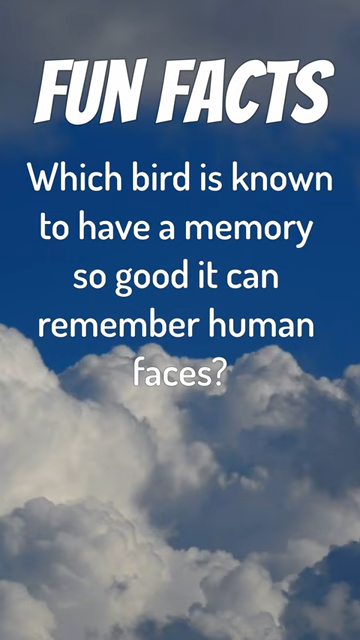 FUN FACTS
Which bird is known
to have a memory
so good it can
remember human
faces?